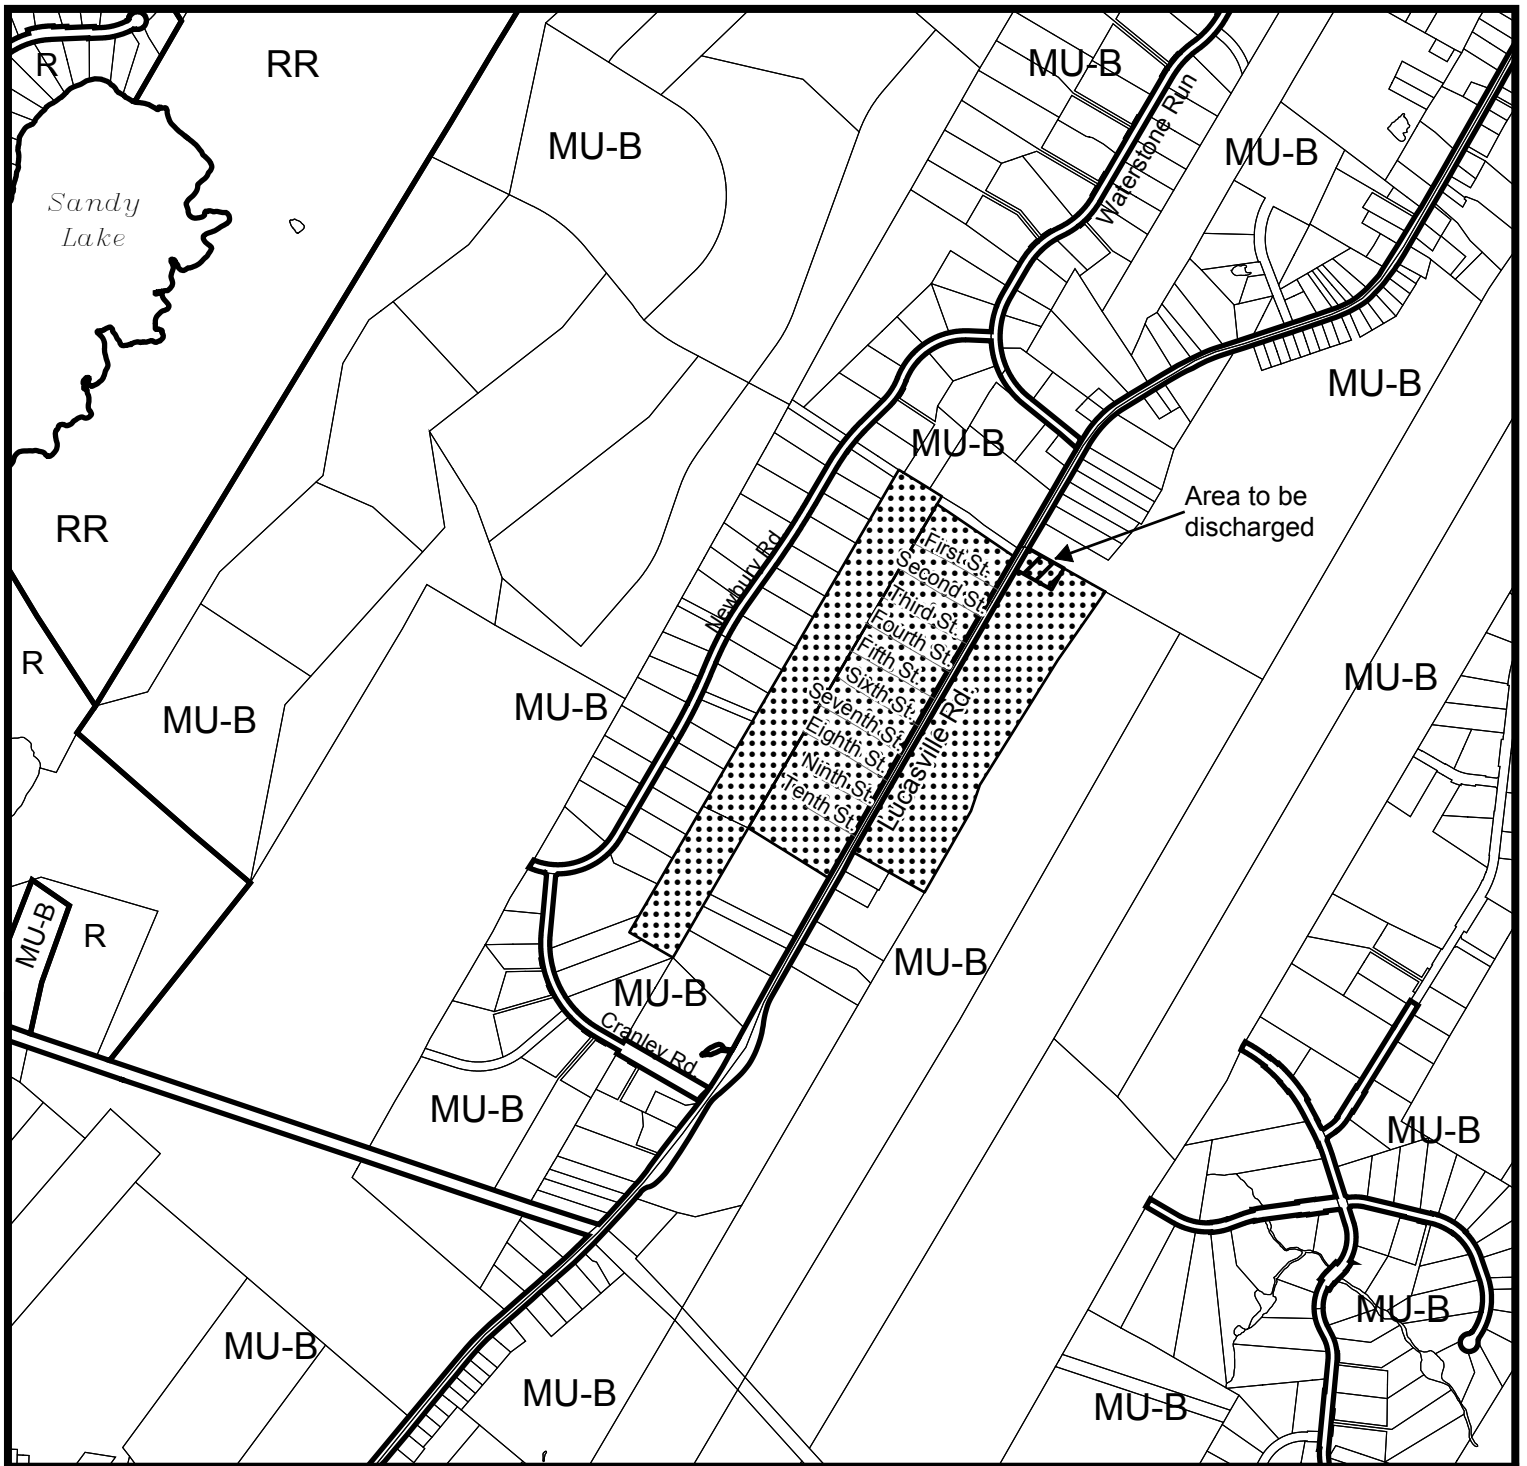 R
RR
MU-B
MU-B
Waterstone Run
MU-B
Sandy
Lake
MU-B
MU-B
Area to be
discharged
RR
First St.
Second St.
Third St.
Fourth St.
Fifth St.
Sixth St.
Seventh St.
Eighth St.
Ninth St.
Tenth St.
Newbury Rd
Lucasville Rd.
R
MU-B
MU-B
MU-B
MU-B
R
MU-B
MU-B
Cranley Rd.
MU-B
MU-B
MU-B
MU-B
MU-B
MU-B